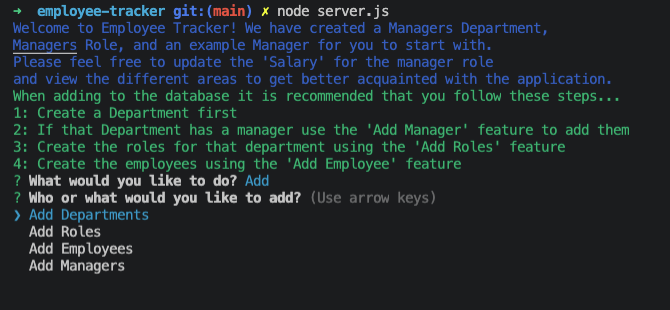 ➜ employee-tracker git:(main) ✗ node server.js
Welcome to Employee Tracker! We have created a Managers Department,
Managers Role, and an example Manager for you to start with.
Please feel free to update the 'Salary' for the manager role
and view the different areas to get better acquainted with the application.
When adding to the database it is recommended that you follow these steps...
1: Create a Department first
2: If that Department has a manager use the 'Add Manager' feature to add them
3: Create the roles for that department using the 'Add Roles' feature
4: Create the employees using the 'Add Employee' feature
? What would you like to do? Add
? Who or what would you like to add? (Use arrow keys)
❯ Add Departments
Add Roles
Add Employees
Add Managers